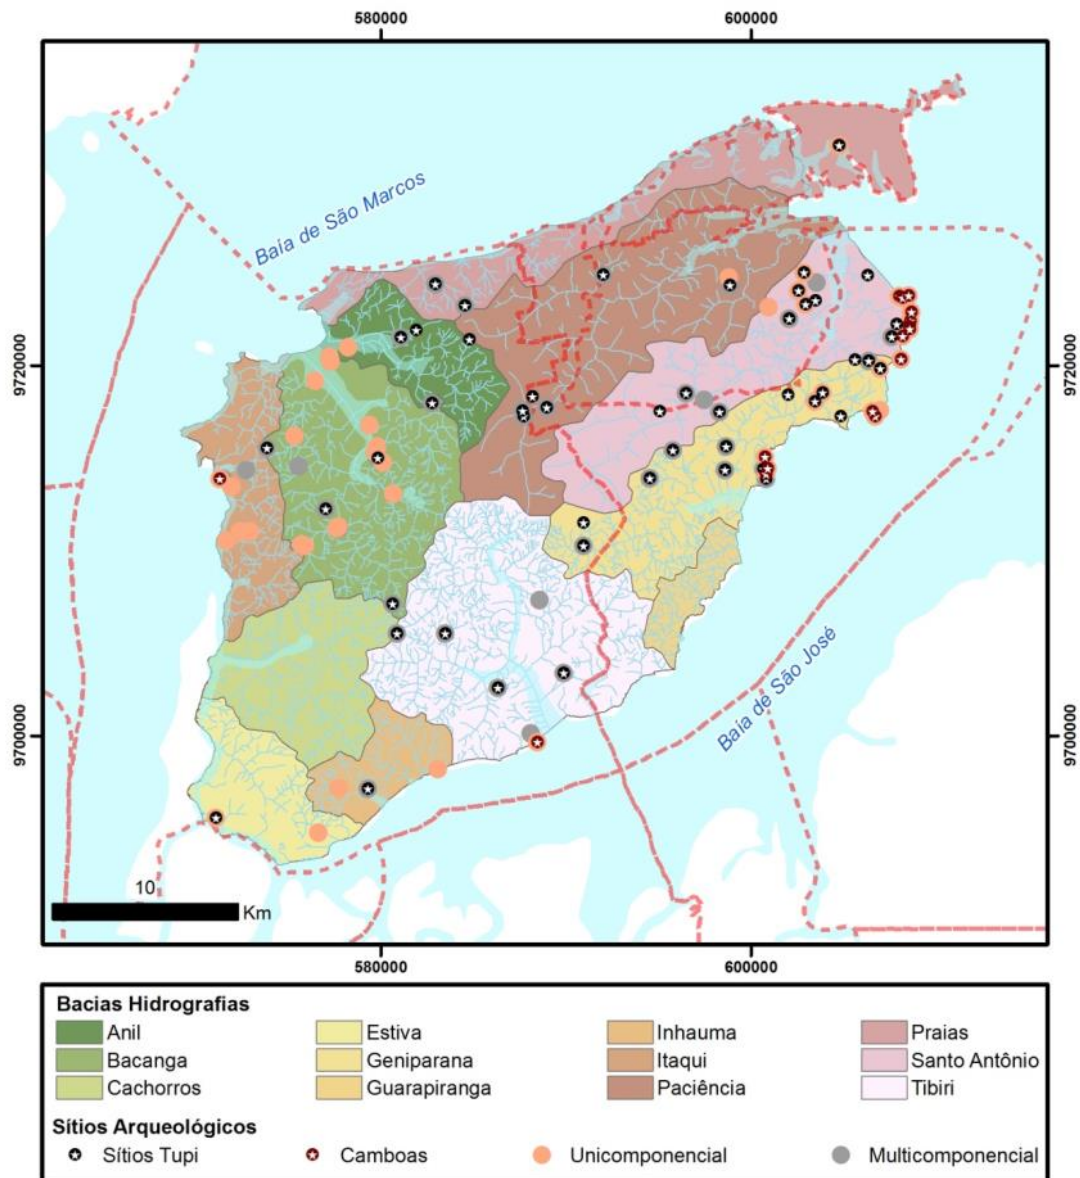 580000 600000
Baía de São Marcos
9720000 9720000
Baía de São José
9700000 9700000
10
Km
580000 600000
Bacias Hidrografias
Anil Estiva Inhauma Praias
Bacanga Geniparana Itaqui Santo Antônio
Cachorros Guarapiranga Paciência Tibiri
Sítios Arqueológicos
Sítios Tupi Camboas Unicomponencial Multicomponencial